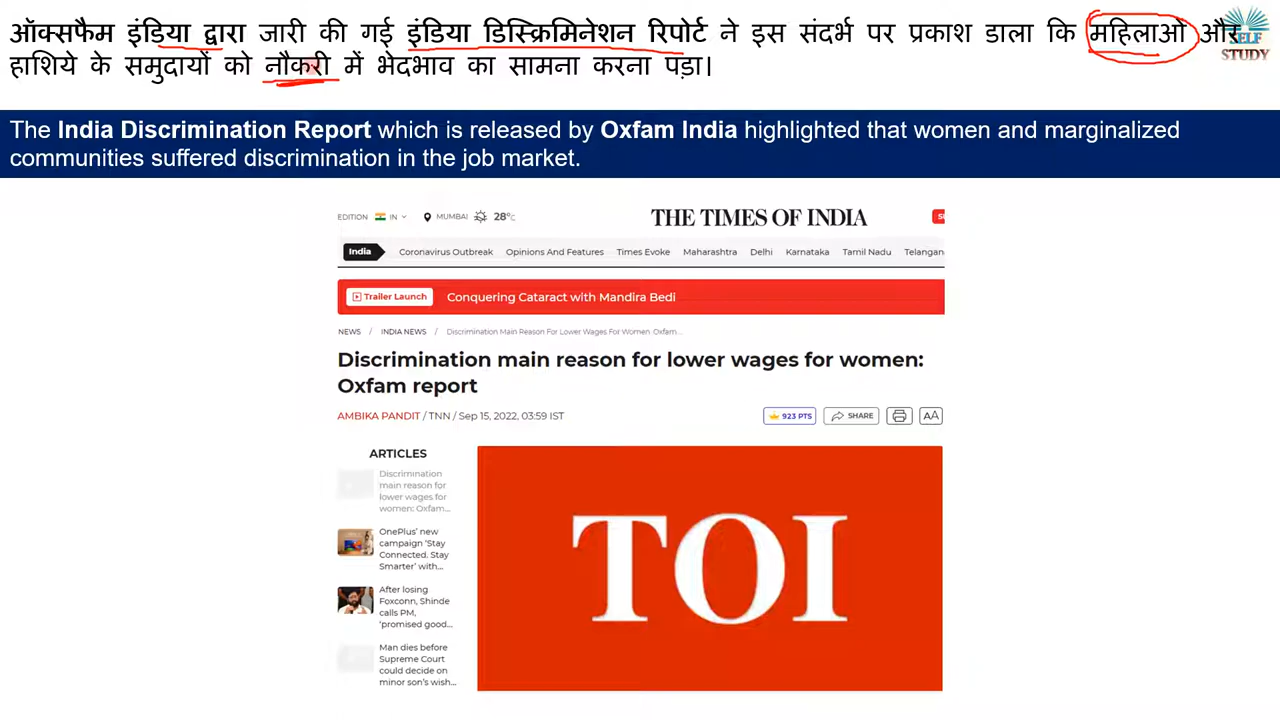 ऑक्सफैम इंडिया द्वारा जारी की गई इंडिया डिस्क्रिमिनेशन रिपोर्ट ने इस संदर्भ पर प्रकाश डाला कि महिलाओं और
हाशिये के समुदायों को नौकरी में भेदभाव का सामना करना पड़ा।
SELF
STUDY
The India Discrimination Report which is released by Oxfam India highlighted that women and marginalized
communities suffered discrimination in the job market.
EDITION IN MUMBAI 28°C THE TIMES OF INDIA
India Coronavirus Outbreak Opinions And Features Times Evoke Maharashtra Delhi Karnataka Tamil Nadu Telangan
Trailer Launch Conquering Cataract with Mandira Bedi
NEWS / INDIA NEWS / Discrimination Main Reason For Lower Wages For Women Oxfam...
Discrimination main reason for lower wages for women:
Oxfam report
AMBIKA PANDIT / TNN / Sep 15, 2022, 03:59 IST 923 PTS SHARE AA
ARTICLES
Discrimination
main reason for
lower wages for
women: Oxfam...
OnePlus' new
campaign 'Stay
Connected. Stay
Smarter' with...
After losing
Foxconn, Shinde
calls PM,
'promised good...
Man dies before
Supreme Court
could decide on
minor son's wish...
TOI